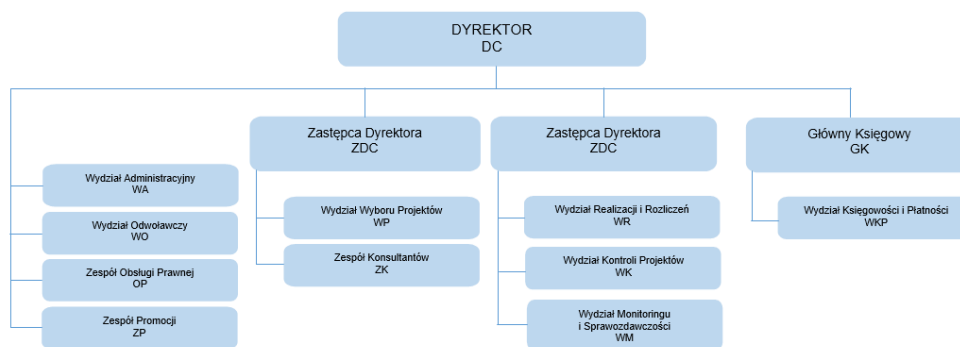 DYREKTOR
DC
Zastępca Dyrektora
ZDC
Zastępca Dyrektora
ZDC
Główny Księgowy
GK
Wydział Administracyjny
WA
Wydział Odwoławczy
WO
Zespół Obsługi Prawnej
OP
Zespół Promocji
ZP
Wydział Wyboru Projektów
WP
Zespół Konsultantów
ZK
Wydział Realizacji i Rozliczeń
WR
Wydział Kontroli Projektów
WK
Wydział Monitoringu
i Sprawozdawczości
WM
Wydział Księgowości i Płatności
WKP